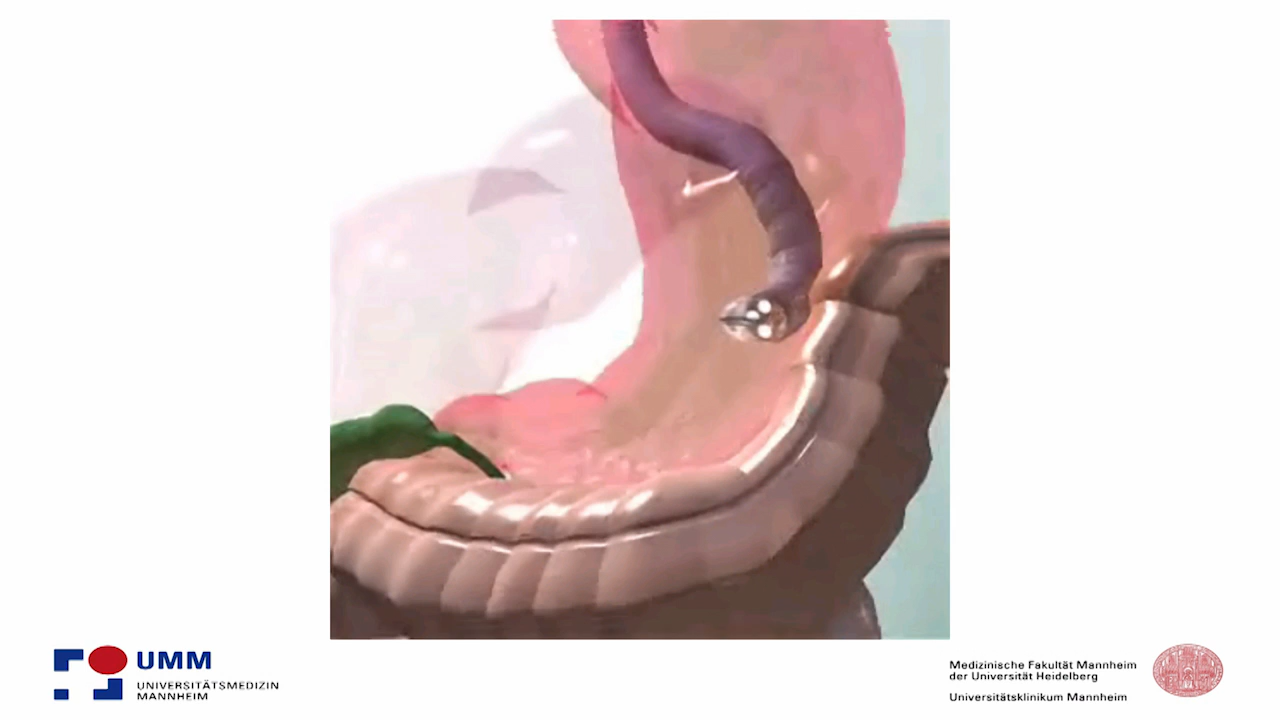 UMM
UNIVERSITÄTSMEDIZIN
MANNHEIM
Medizinische Fakultät Mannheim
der Universität Heidelberg
Universitätsklinikum Mannheim